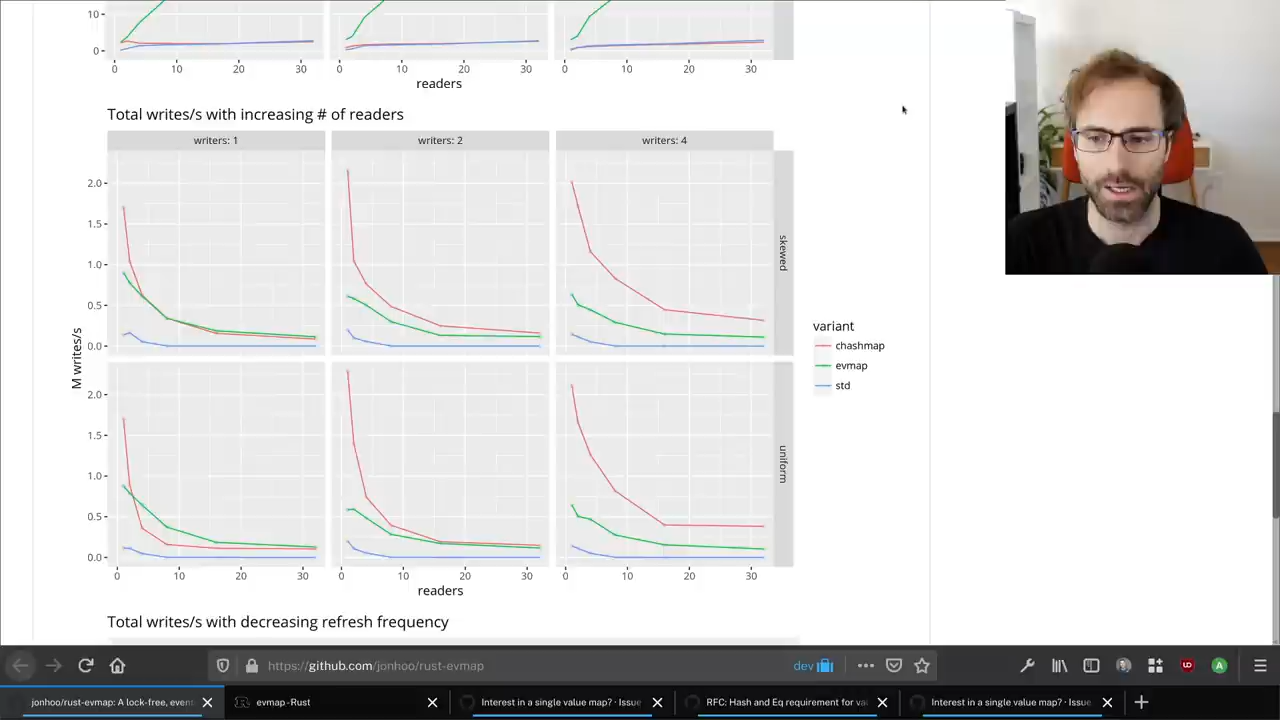 10
0
0 10 20 30 0 10 20 30 0 10 20 30
readers
Total writes/s with increasing # of readers
writers: 1 writers: 2 writers: 4
2.0
1.5
1.0
0.5
0.0
skewed
M writes/s
2.0
1.5
1.0
0.5
0.0
uniform
0 10 20 30 0 10 20 30 0 10 20 30
readers
variant
chashmap
evmap
std
Total writes/s with decreasing refresh frequency
https://github.com/jonhoo/rust-evmap dev
jonhoo/rust-evmap: A lock-free, even
evmap - Rust
Interest in a single value map? · Issue
RFC: Hash and Eq requirement for val
Interest in a single value map? · Issue